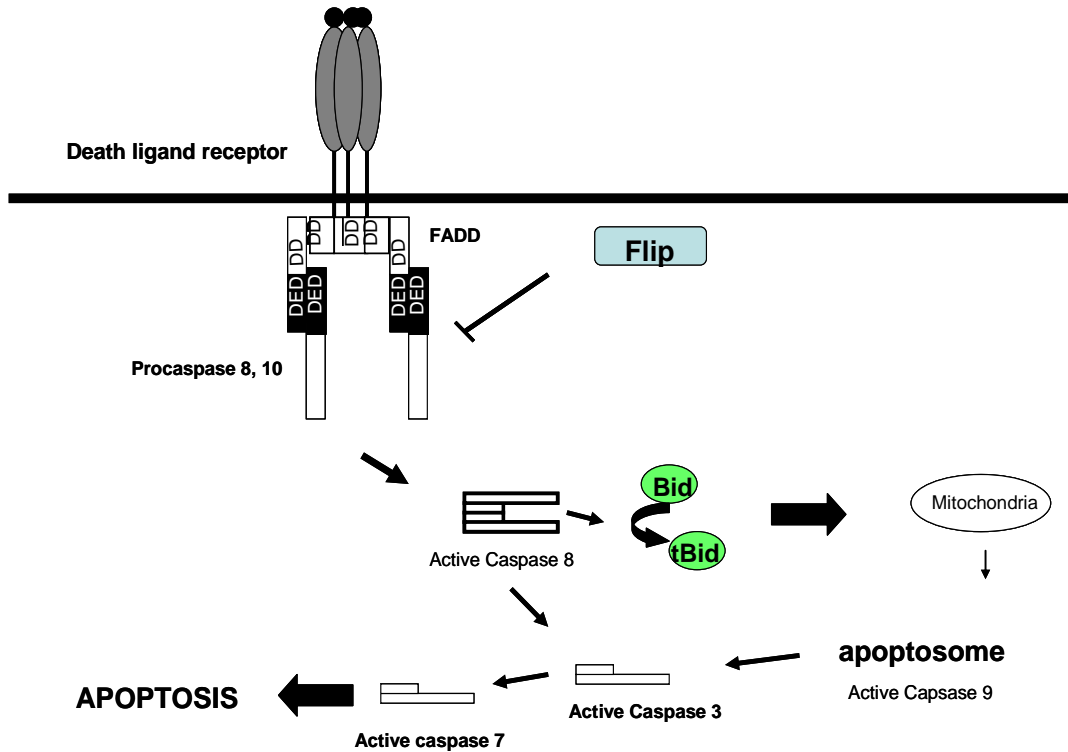 Death ligand receptor
DD
DD
DD
DD
DD
FADD
Flip
DED
DED
DED
DED
Procaspase 8, 10
Bid
tBid
Mitochondria
Active Caspase 8
apoptosome
Active Capsase 9
Active Caspase 3
APOPTOSIS
Active caspase 7